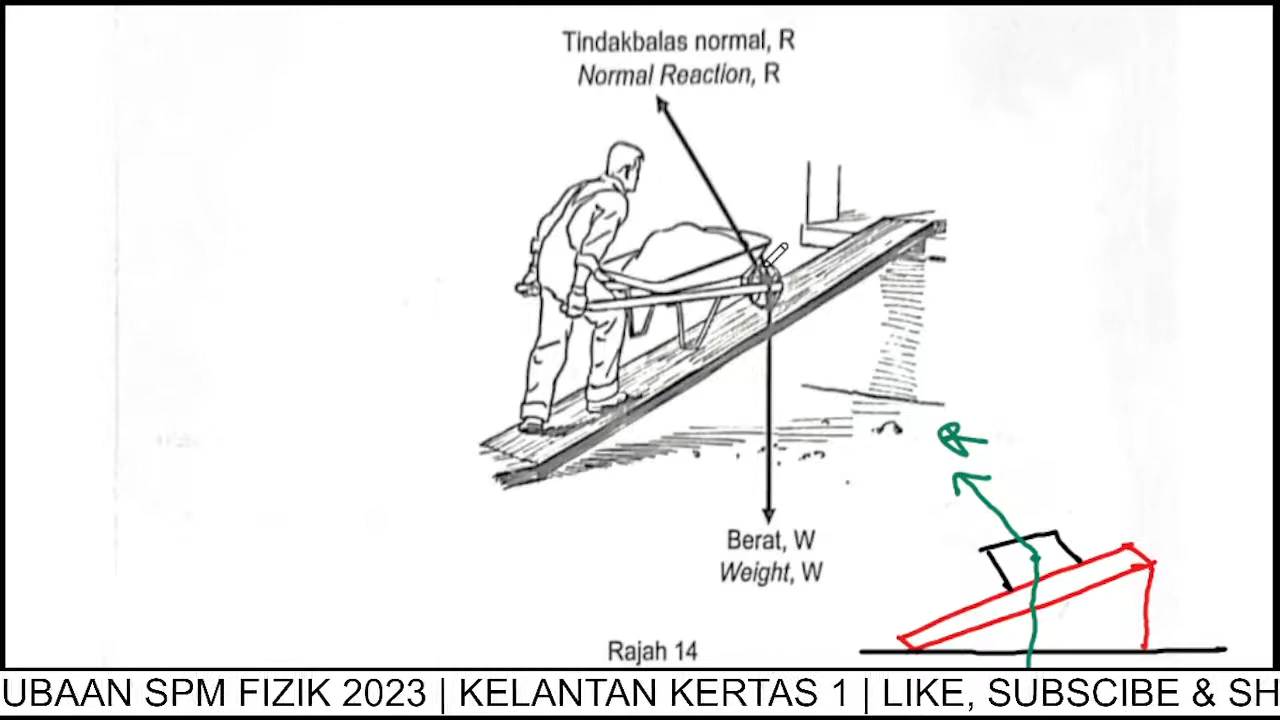 Tindakbalas normal, R
Normal Reaction, R
Berat, W
Weight, W
Rajah 14
UBAAN SPM FIZIK 2023 | KELANTAN KERTAS 1 | LIKE, SUBSCIBE & SH